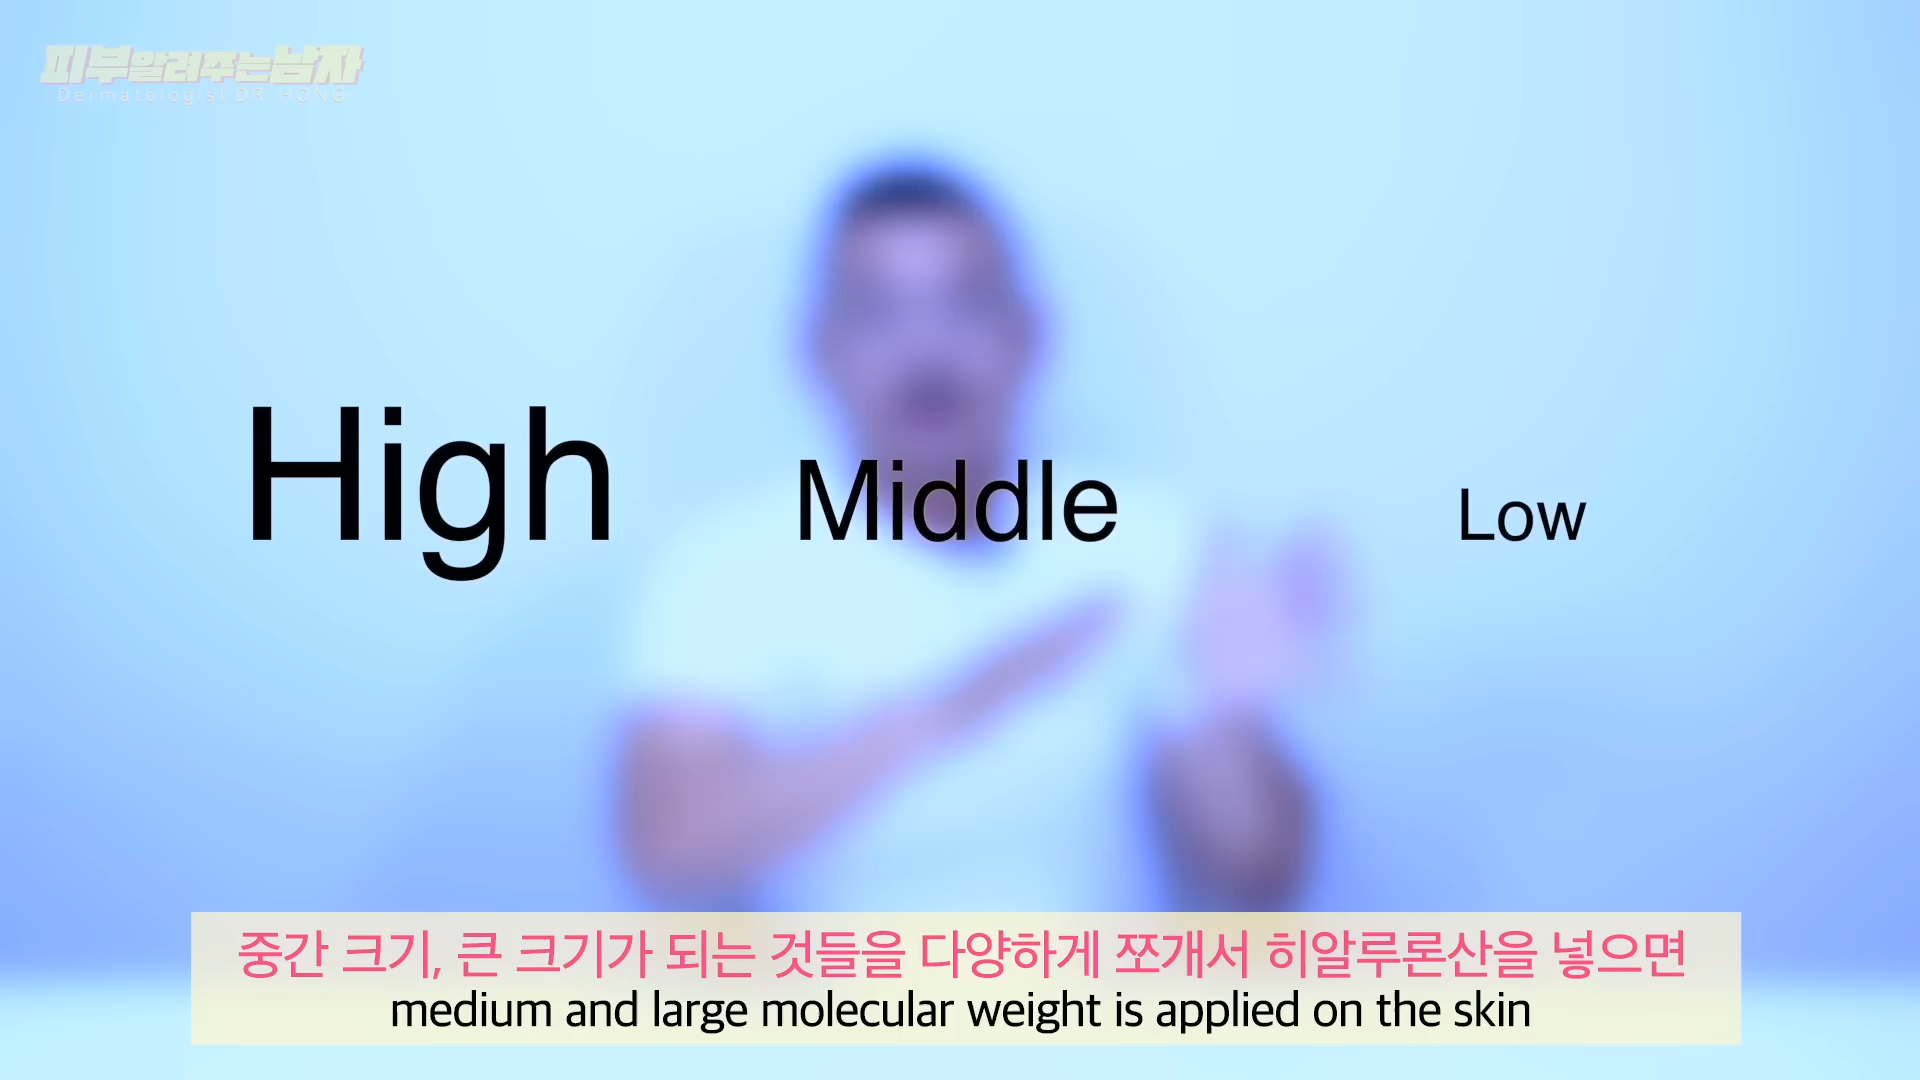 피부알려주는남자
Dermatologist DR HONG
High
Middle
Low
중간 크기, 큰 크기가 되는 것들을 다양하게 쪼개서 히알루론산을 넣으면
medium and large molecular weight is applied on the skin